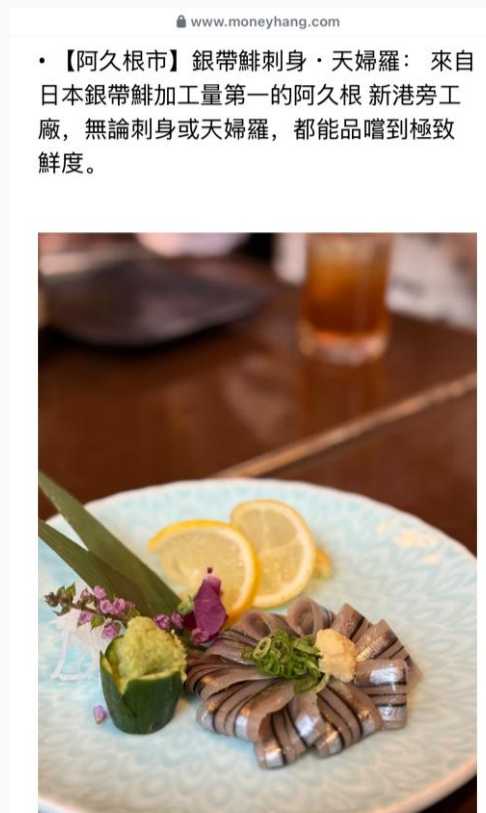 www.moneyhang.com
• 【阿久根市】銀帶鯡刺身・天婦羅： 來自
日本銀帶鯡加工量第一的阿久根 新港旁工
廠，無論刺身或天婦羅，都能品嚐到極致
鮮度。